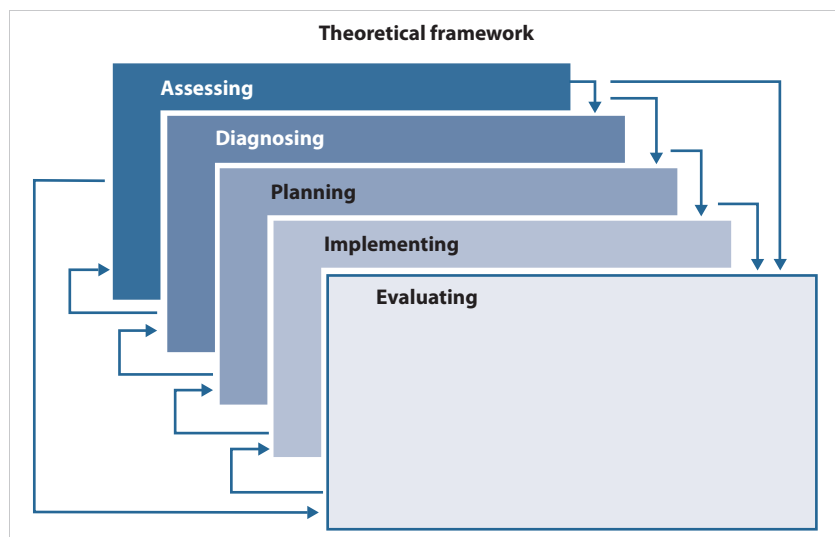 Theoretical framework
Assessing
Diagnosing
Planning
Implementing
Evaluating